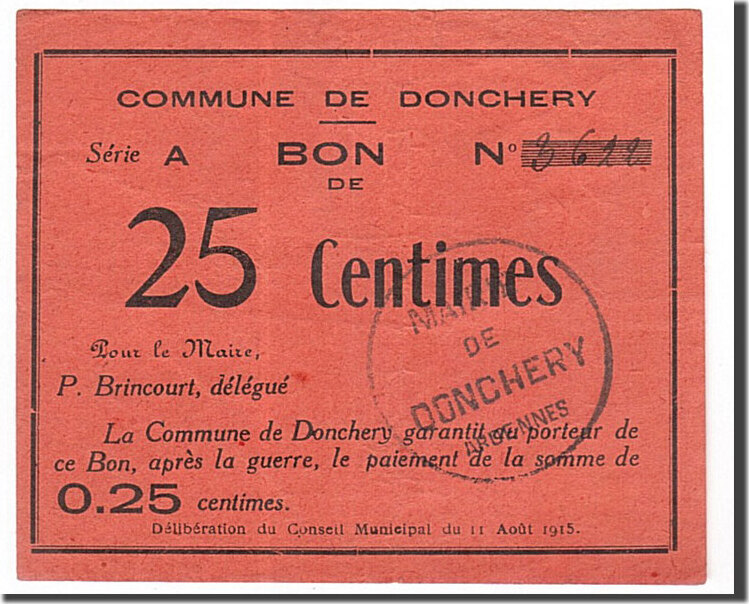 COMMUNE DE DONCHERY
Série A BON Nº 3622
DE
25 Centimes
Pour le Maire,
P. Brincourt, délégué
MAIRIE
DE
DONCHERY
ARDENNES
La Commune de Donchery garantit au porteur de
ce Bon, après la guerre, le paiement de la somme de
0.25 centimes.
Délibération du Conseil Municipal du 11 Août 1915.